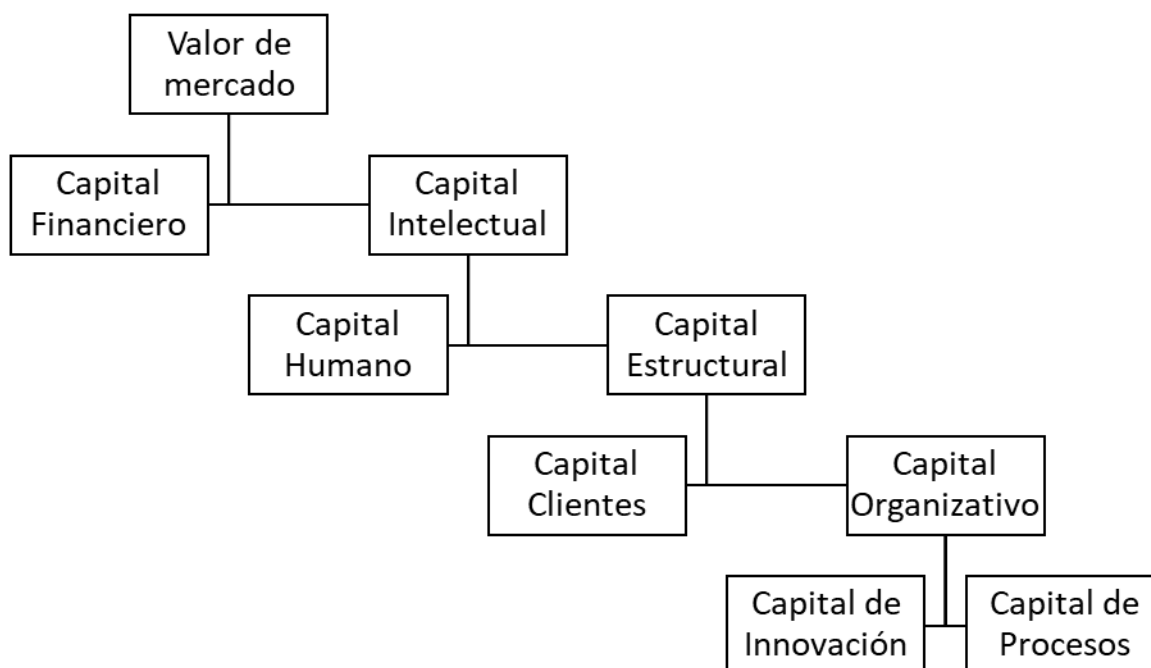 Valor de
mercado
Capital
Financiero
Capital
Intelectual
Capital
Humano
Capital
Estructural
Capital
Clientes
Capital
Organizativo
Capital de
Innovación
Capital de
Procesos